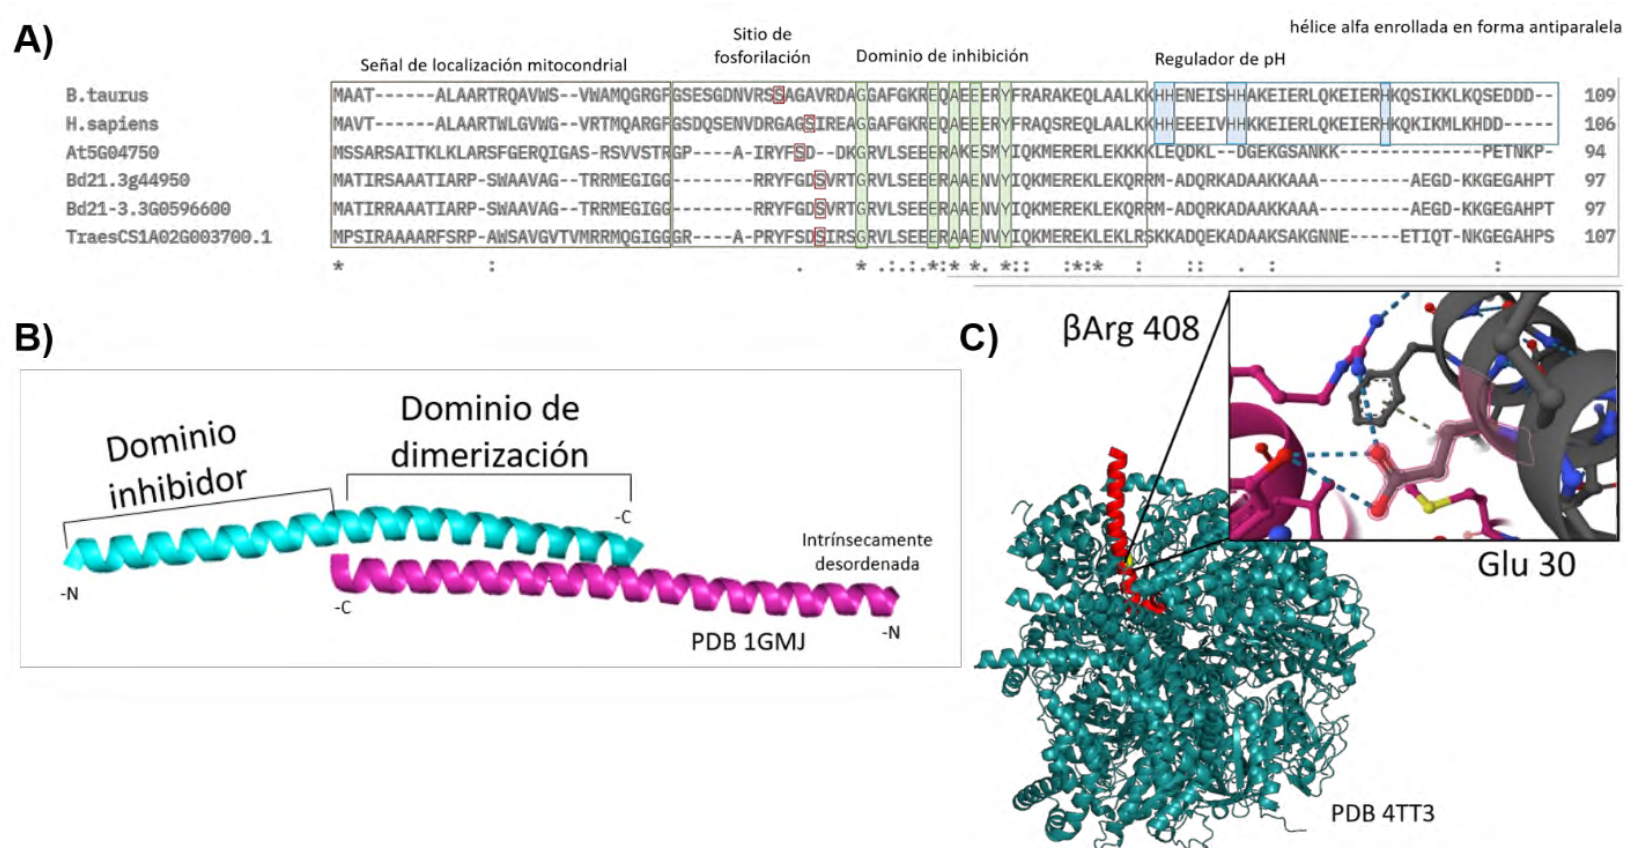 A)
hélice alfa enrollada en forma antiparalela
Sitio de
fosforilación
Señal de localización mitocondrial
Dominio de inhibición
Regulador de pH
B.taurus MAAT------ALAARTRQAVWS--VWAMQGRGFGSESGDNVRSSAGAVRDAGGAFGKREQAEEERYFRARAKEQLAALKKHHENEISHHAKEIERLQKEIERHKQSIKKLKQSEDDD-- 109
H.sapiens MAVT------ALAARTWLGVWG--VRTMQARGFGSDQSENVDRGAGSIREAGGAFGKREQAEEERYFRAQSREQLAALKKHHEEEIVHHKKEIERLQKEIERHKQKIKMLKHDD----- 106
At5G04750 MSSARSAITKLKLARSFGERQIGAS-RSVVSTRGP----A-IRYFSD--DKGRVLSEEERAKESMYIQKMEREKLEKKKLEQDKL--DGEKGSANKK--------------PETNKP- 94
Bd21.3g44950 MATIRSAAATIARP-SWAAVAG--TRRMEGIGG--------RRYFGDSVRTGRVLSEEERAAENVYIQKMEREKLEKQRRM-ADQRKADAAKKAAA---------AEGD-KKGEGAHPT 97
Bd21-3.3G0596600 MATIRRAAATIARP-SWAAVAG--TRRMEGIGG--------RRYFGDSVRTGRVLSEEERAAENVYIQKMEREKLEKQRRM-ADQRKADAAKKAAA---------AEGD-KKGEGAHPT 97
TraesCS1A02G003700.1 MPSIRAAAARFSRP-AWSAVGVTVMRRMQGIGGGR----A-PRYFSDSIRSGRVLSEEERAAENVYIQKMEREKLEKLRSKKADQEKADAAKSAKGNNE-----ETIQT-NKGEGAHPS 107
* : . * .:.:.*:* *. *:: :*:* : :: . : :
B)
Dominio
inhibidor
Dominio de
dimerización
-C
Intrínsecamente
desordenada
-N
-C
-N
PDB 1GMJ
C)
βArg 408
Glu 30
PDB 4TT3